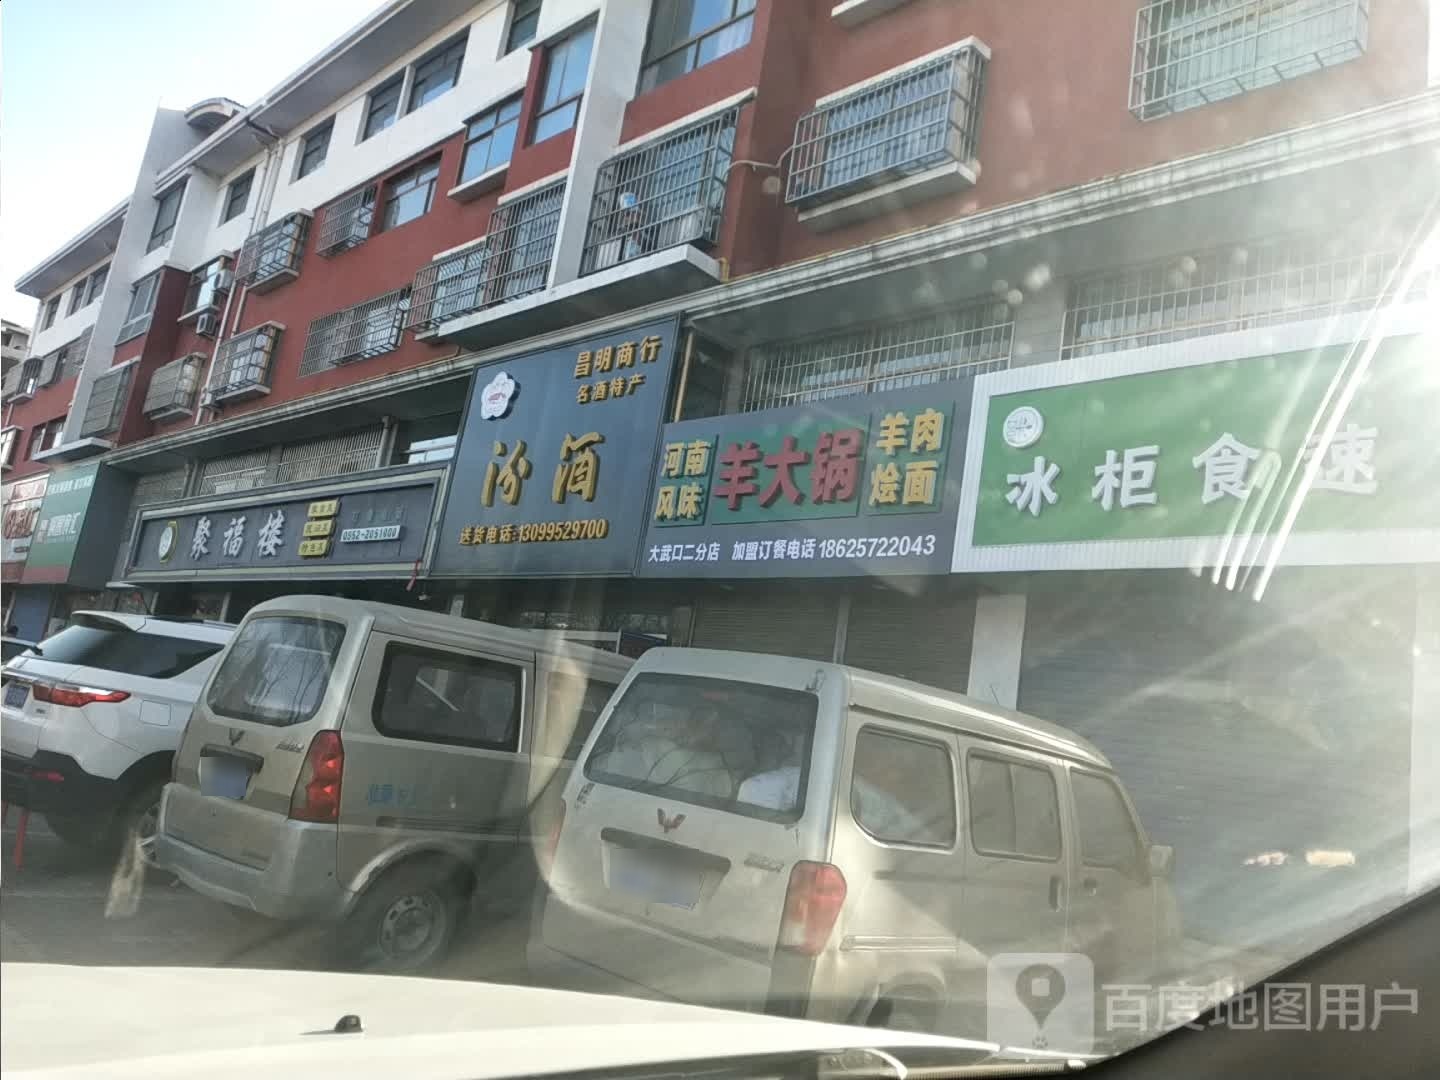 聚福楼
0952-2051000
昌明商行
名酒特产
汾酒
送货电话:13099529700
河南
风味
羊大锅
羊肉
烩面
大武口二分店 加盟订餐电话 18625722043
冰柜食速
百度地图用户